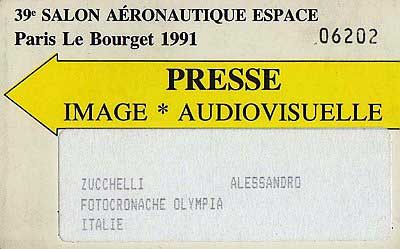 39e SALON AÉRONAUTIQUE ESPACE
Paris Le Bourget 1991 06202
PRESSE
IMAGE * AUDIOVISUELLE
ZUCCHELLI ALESSANDRO
FOTOCRONACHE OLYMPIA
ITALIE